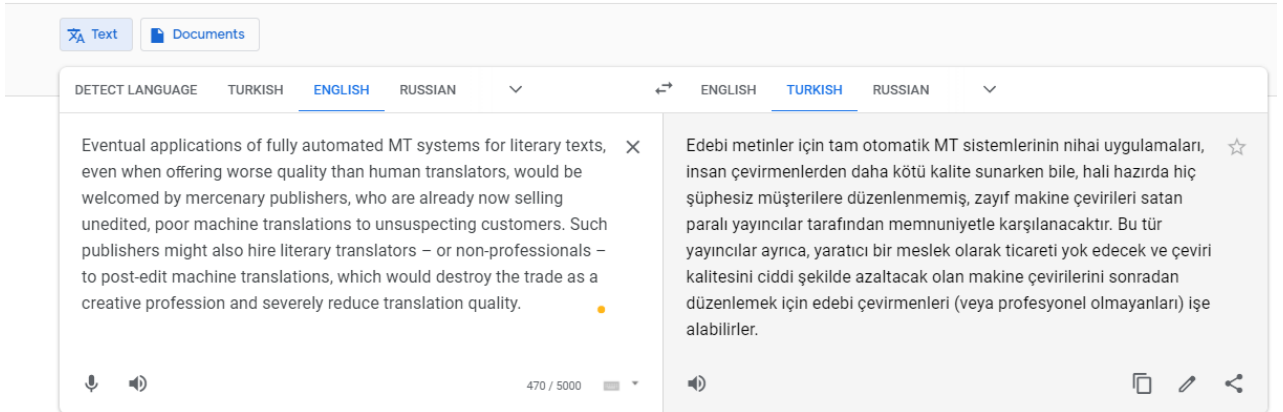 Text
Documents
DETECT LANGUAGE TURKISH ENGLISH RUSSIAN
ENGLISH TURKISH RUSSIAN
Eventual applications of fully automated MT systems for literary texts,
even when offering worse quality than human translators, would be
welcomed by mercenary publishers, who are already now selling
unedited, poor machine translations to unsuspecting customers. Such
publishers might also hire literary translators – or non-professionals –
to post-edit machine translations, which would destroy the trade as a
creative profession and severely reduce translation quality.
470 / 5000
Edebi metinler için tam otomatik MT sistemlerinin nihai uygulamaları,
insan çevirmenlerden daha kötü kalite sunarken bile, hali hazırda hiç
şüphesiz müşterilere düzenlenmemiş, zayıf makine çevirileri satan
paralı yayıncılar tarafından memnuniyetle karşılanacaktır. Bu tür
yayıncılar ayrıca, yaratıcı bir meslek olarak ticareti yok edecek ve çeviri
kalitesini ciddi şekilde azaltacak olan makine çevirilerini sonradan
düzenlemek için edebi çevirmenleri (veya profesyonel olmayanları) işe
alabilirler.